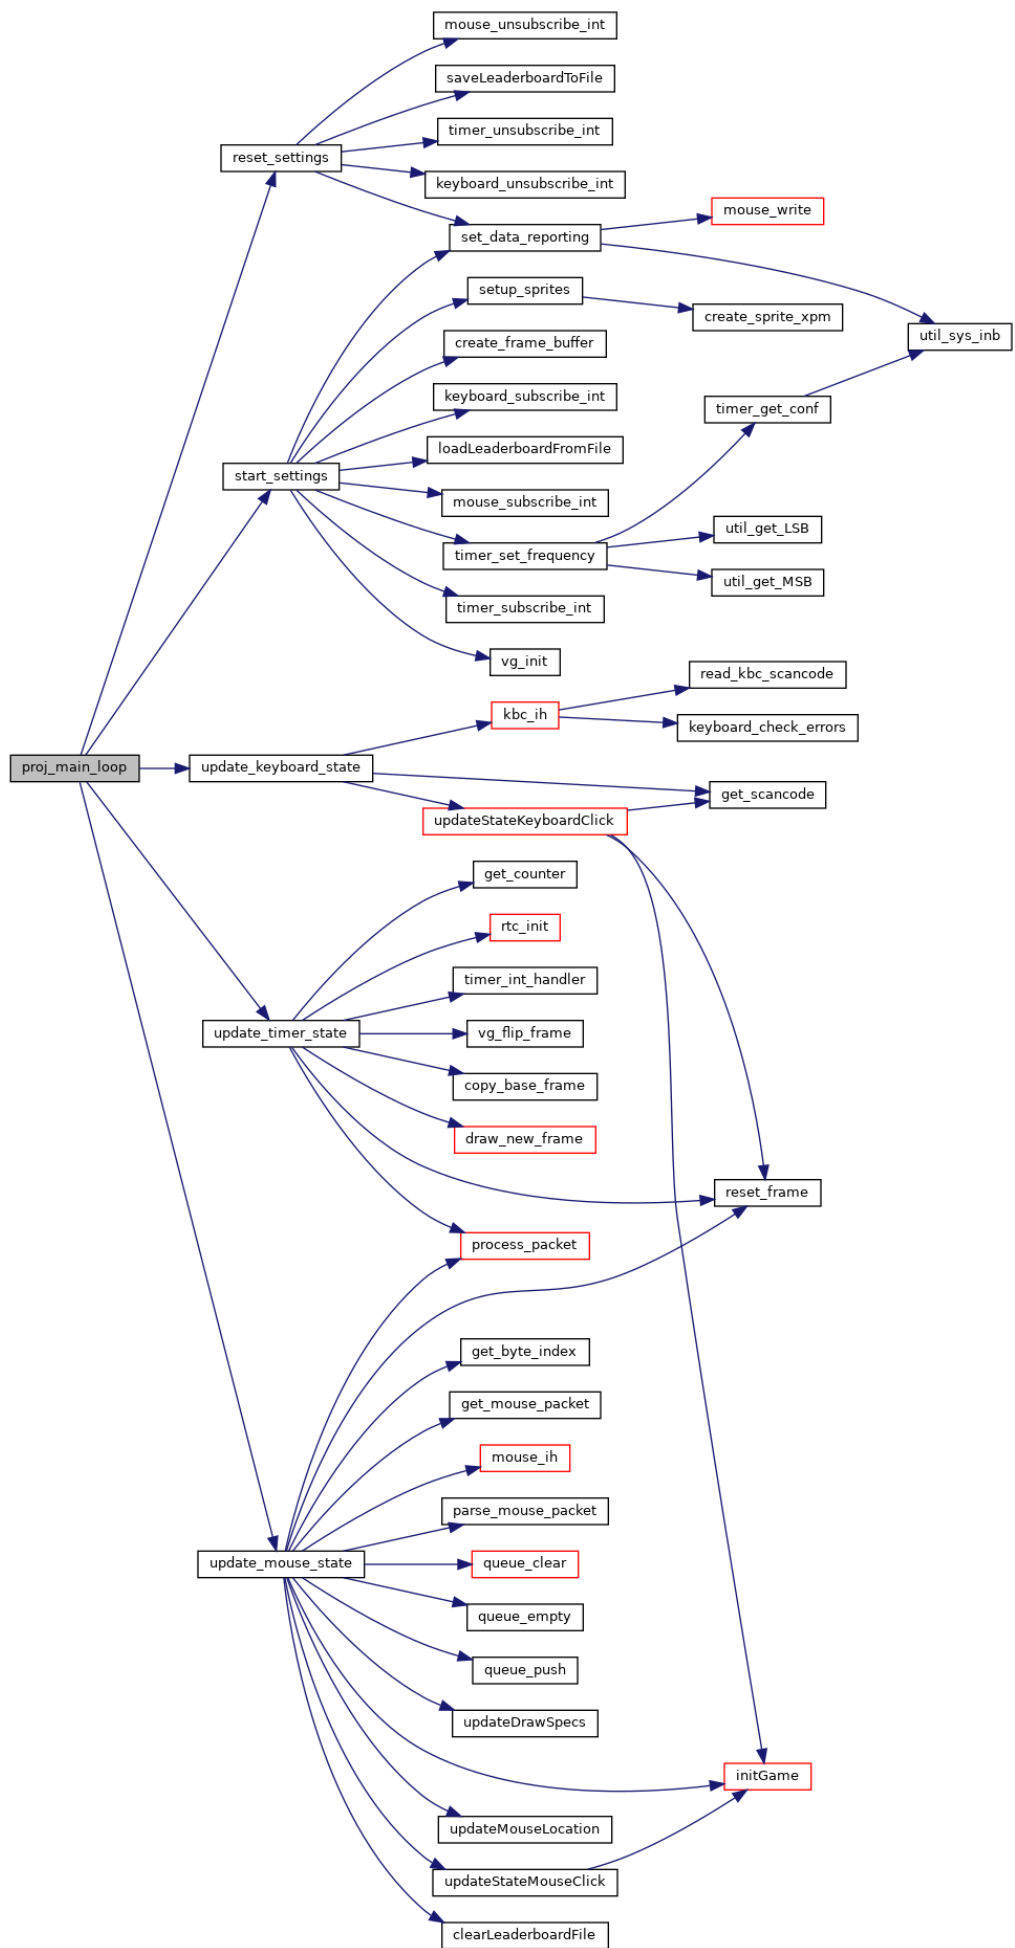 mouse_unsubscribe_int
saveLeaderboardToFile
timer_unsubscribe_int
reset_settings
keyboard_unsubscribe_int
mouse_write
set_data_reporting
setup_sprites
create_sprite_xpm
util_sys_inb
create_frame_buffer
keyboard_subscribe_int
timer_get_conf
loadLeaderboardFromFile
start_settings
mouse_subscribe_int
util_get_LSB
timer_set_frequency
util_get_MSB
timer_subscribe_int
vg_init
read_kbc_scancode
kbc_ih
keyboard_check_errors
proj_main_loop
update_keyboard_state
get_scancode
updateStateKeyboardClick
get_counter
rtc_init
timer_int_handler
update_timer_state
vg_flip_frame
copy_base_frame
draw_new_frame
reset_frame
process_packet
get_byte_index
get_mouse_packet
mouse_ih
parse_mouse_packet
update_mouse_state
queue_clear
queue_empty
queue_push
updateDrawSpecs
initGame
updateMouseLocation
updateStateMouseClick
clearLeaderboardFile